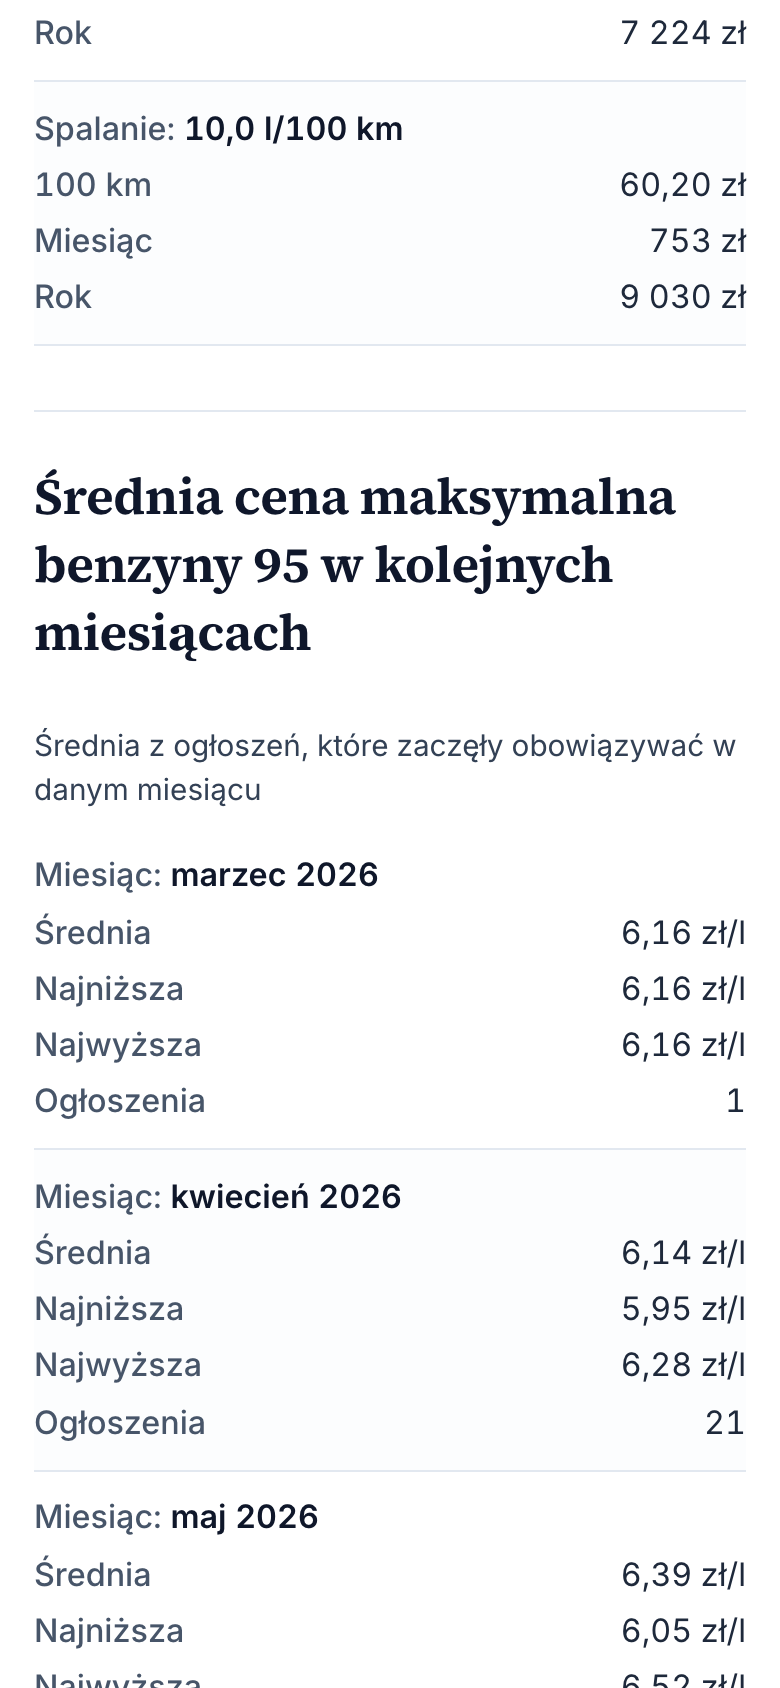 Rok 7 224 zł
Spalanie: 10,0 l/100 km
100 km 60,20 zł
Miesiąc 753 zł
Rok 9 030 zł
Średnia cena maksymalna
benzyny 95 w kolejnych
miesiącach
Średnia z ogłoszeń, które zaczęły obowiązywać w
danym miesiącu
Miesiąc: marzec 2026
Średnia 6,16 zł/l
Najniższa 6,16 zł/l
Najwyższa 6,16 zł/l
Ogłoszenia 1
Miesiąc: kwiecień 2026
Średnia 6,14 zł/l
Najniższa 5,95 zł/l
Najwyższa 6,28 zł/l
Ogłoszenia 21
Miesiąc: maj 2026
Średnia 6,39 zł/l
Najniższa 6,05 zł/l
Najwyższa 6,52 zł/l